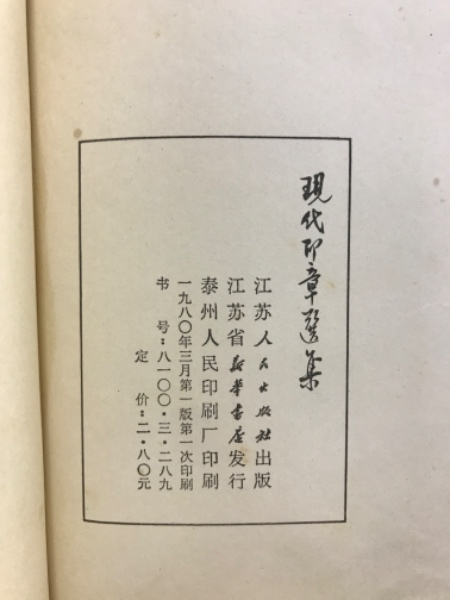 現代印章選集
江苏人民出版社出版
江苏省新华书店发行
泰州人民印刷厂印刷
一九八〇年三月第一版第一次印刷
书号：八一〇〇·三·二八九
定价：二·八〇元